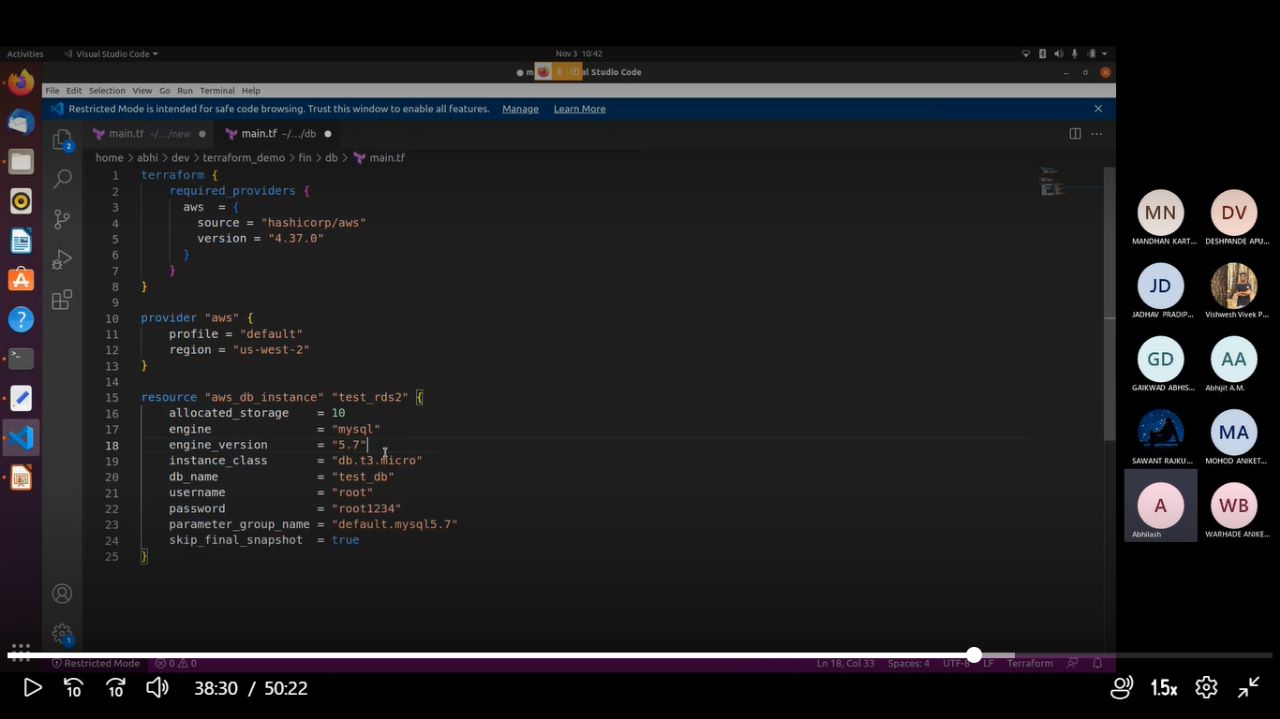 Activities
Visual Studio Code
Nov 3 10:42
al Studio Code
File Edit Selection View Go Run Terminal Help
Restricted Mode is intended for safe code browsing. Trust this window to enable all features. Manage Learn More
main.tf ~/.../new
main.tf ~/.../db
home > abhi > dev > terraform_demo > fin > db > main.tf
1 terraform {
2 required_providers {
3 aws = {
4 source = "hashicorp/aws"
5 version = "4.37.0"
6 }
7 }
8 }
9
10 provider "aws" {
11 profile = "default"
12 region = "us-west-2"
13 }
14
15 resource "aws_db_instance" "test_rds2" {
16 allocated_storage = 10
17 engine = "mysql"
18 engine_version = "5.7"
19 instance_class = "db.t3.micro"
20 db_name = "test_db"
21 username = "root"
22 password = "root1234"
23 parameter_group_name = "default.mysql5.7"
24 skip_final_snapshot = true
25 }
2
1
Restricted Mode 0 0
Ln 18, Col 33 Spaces: 4 UTF-8 LF Terraform
MN DV
MANDHAN KART... DESHPANDE APU...
JD
JADHAV PRADIP... Vishwesh Vivek P...
GD AA
GAIKWAD ABHIS... Abhijit A.M.
MA
SAWANT RAJKU... MOHOD ANIKET...
A WB
Abhilash WARHADE ANIKE...
10 10 38:30 / 50:22 1.5x